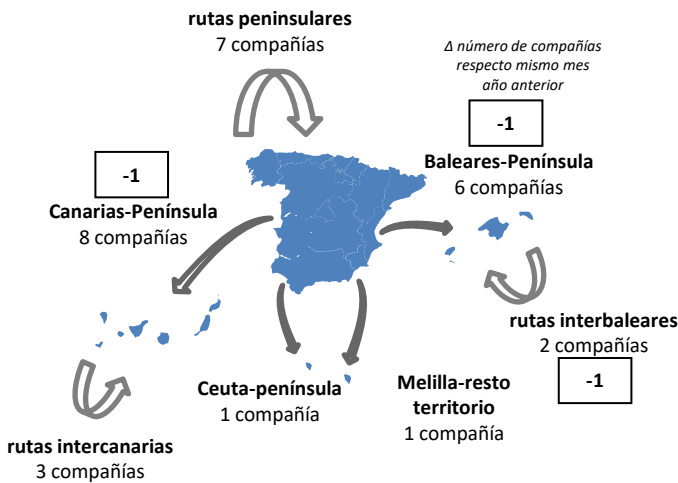 rutas peninsulares
7 compañías
Δ número de compañías
respecto mismo mes
año anterior
-1
Baleares-Península
6 compañías
-1
Canarias-Península
8 compañías
rutas interbaleares
2 compañías
-1
Ceuta-península
1 compañía
Melilla-resto
territorio
1 compañía
rutas intercanarias
3 compañías